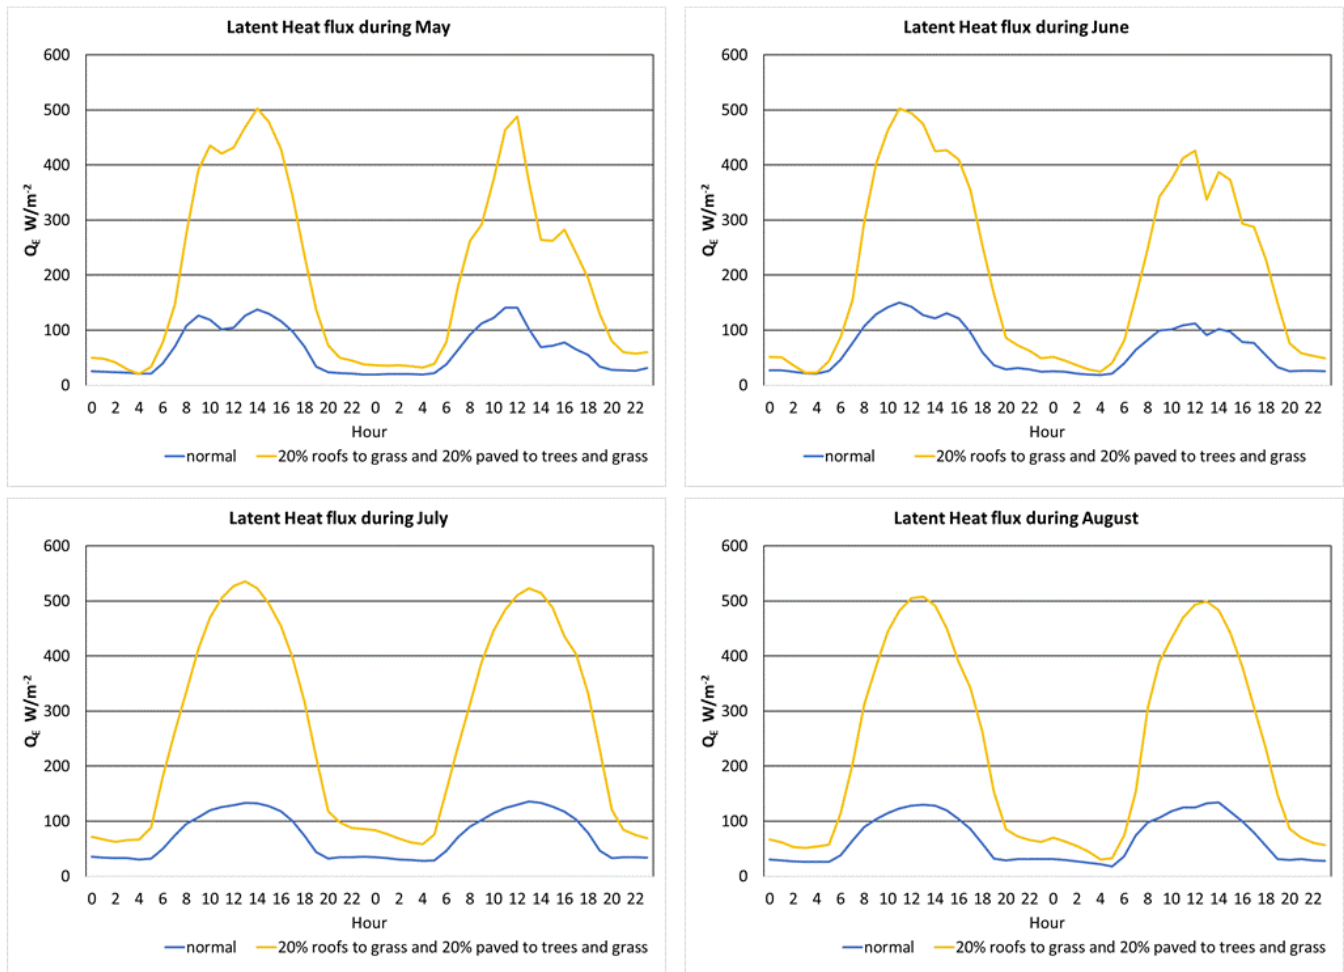 Latent Heat flux during May
600
500
400
300
200
100
0
Q_E W/m⁻²
0 2 4 6 8 10 12 14 16 18 20 22 0 2 4 6 8 10 12 14 16 18 20 22
Hour
normal 20% roofs to grass and 20% paved to trees and grass
Latent Heat flux during June
600
500
400
300
200
100
0
Q_E W/m⁻²
0 2 4 6 8 10 12 14 16 18 20 22 0 2 4 6 8 10 12 14 16 18 20 22
Hour
normal 20% roofs to grass and 20% paved to trees and grass
Latent Heat flux during July
600
500
400
300
200
100
0
Q_E W/m⁻²
0 2 4 6 8 10 12 14 16 18 20 22 0 2 4 6 8 10 12 14 16 18 20 22
Hour
normal 20% roofs to grass and 20% paved to trees and grass
Latent Heat flux during August
600
500
400
300
200
100
0
Q_E W/m⁻²
0 2 4 6 8 10 12 14 16 18 20 22 0 2 4 6 8 10 12 14 16 18 20 22
Hour
normal 20% roofs to grass and 20% paved to trees and grass